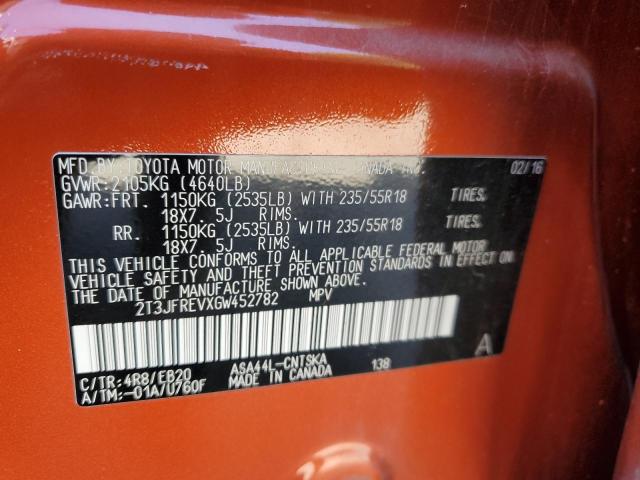 MFD BY TOYOTA MOTOR MANUFACTURING CANADA INC. 02/16
GVWR:2105KG (4640LB)
GAWR:FRT. 1150KG (2535LB) WITH 235/55R18 TIRES.
18X7. 5J RIMS.
RR. 1150KG (2535LB) WITH 235/55R18 TIRES.
18X7. 5J RIMS.
THIS VEHICLE CONFORMS TO ALL APPLICABLE FEDERAL MOTOR
VEHICLE SAFETY AND THEFT PREVENTION STANDARDS IN EFFECT
ON THE DATE OF MANUFACTURE SHOWN ABOVE.
2T3JFREVXGW452782 MPV
A
C/TR:4R8/EB20 ASA44L-CNTSKA 138
A/TM:-01A/U760F MADE IN CANADA